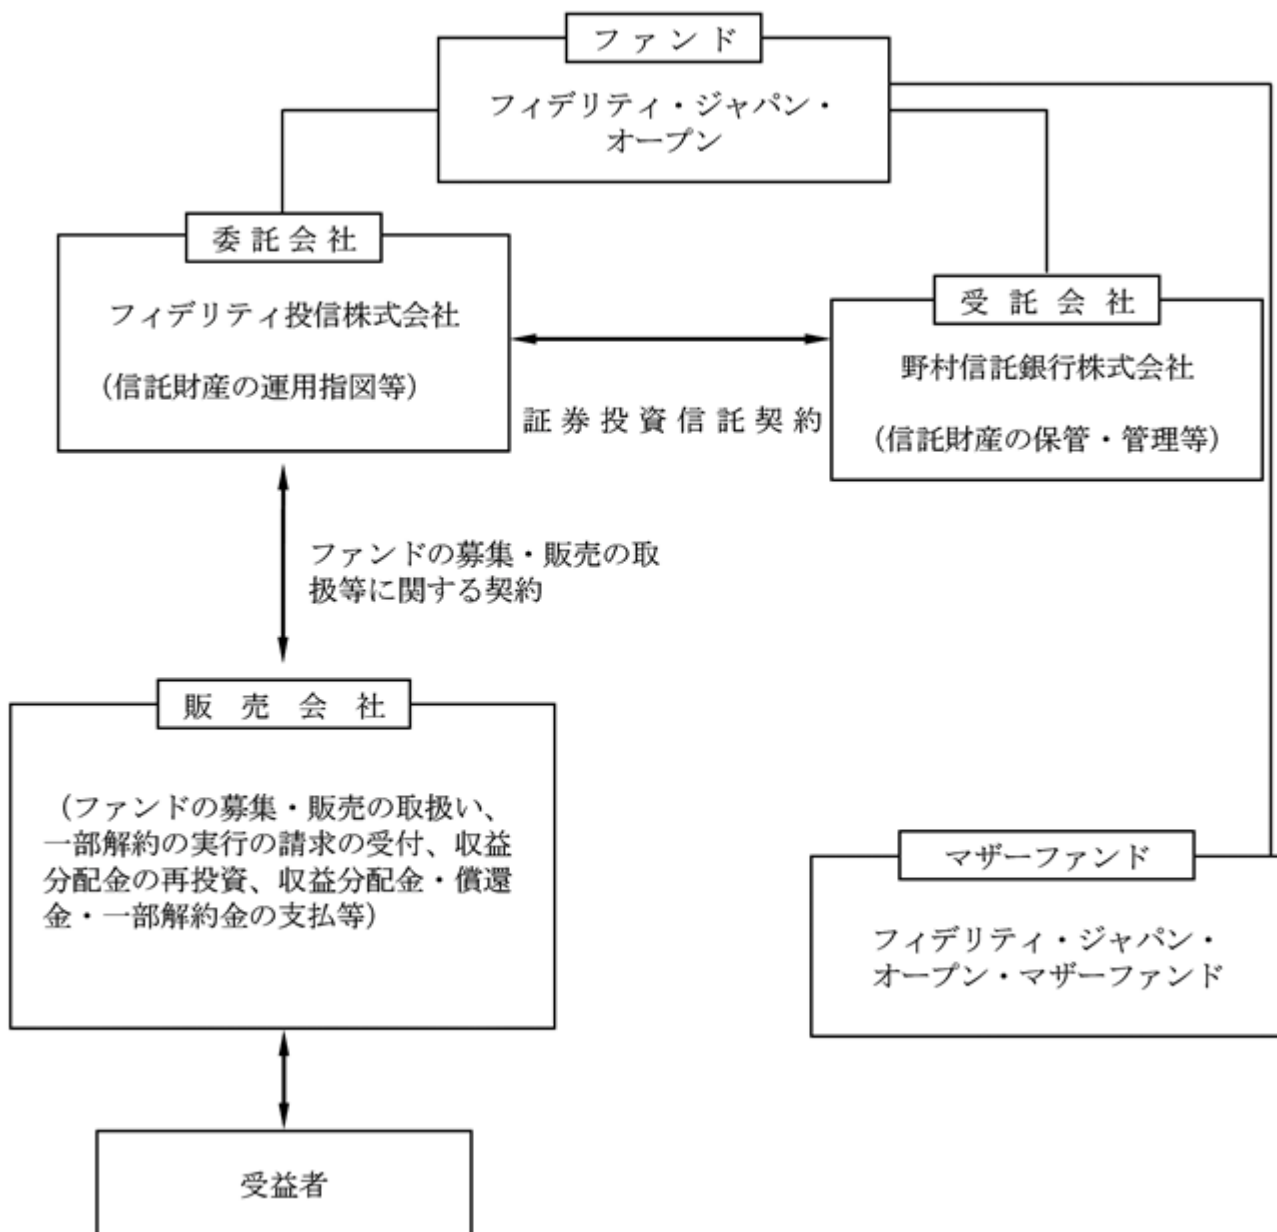 ファンド
フィデリティ・ジャパン・
オープン
委託会社
フィデリティ投信株式会社
（信託財産の運用指図等）
証券投資信託契約
受託会社
野村信託銀行株式会社
（信託財産の保管・管理等）
ファンドの募集・販売の取
扱等に関する契約
販売会社
（ファンドの募集・販売の取扱い、
一部解約の実行の請求の受付、収益
分配金の再投資、収益分配金・償還
金・一部解約金の支払等）
マザーファンド
フィデリティ・ジャパン・
オープン・マザーファンド
受益者